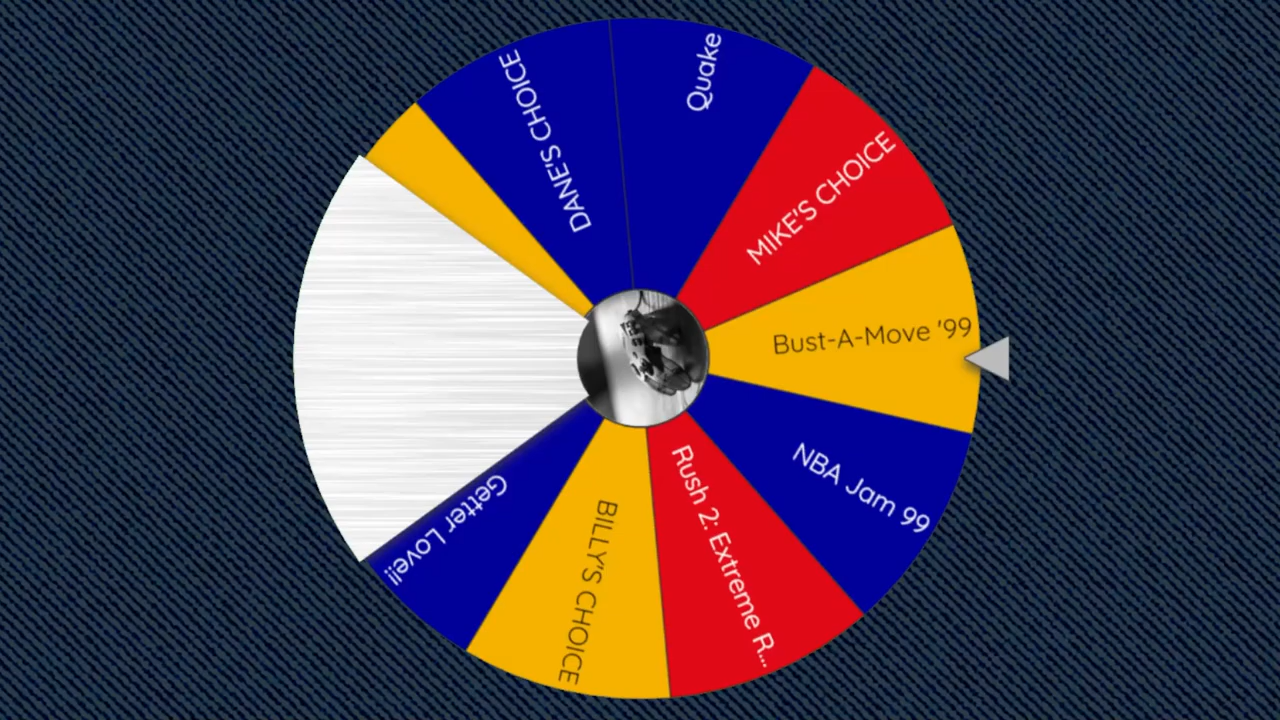 DANE'S CHOICE
Quake
MIKE'S CHOICE
Bust-A-Move '99
NBA Jam 99
Rush 2: Extreme R...
BILLY'S CHOICE
Getter Love!!